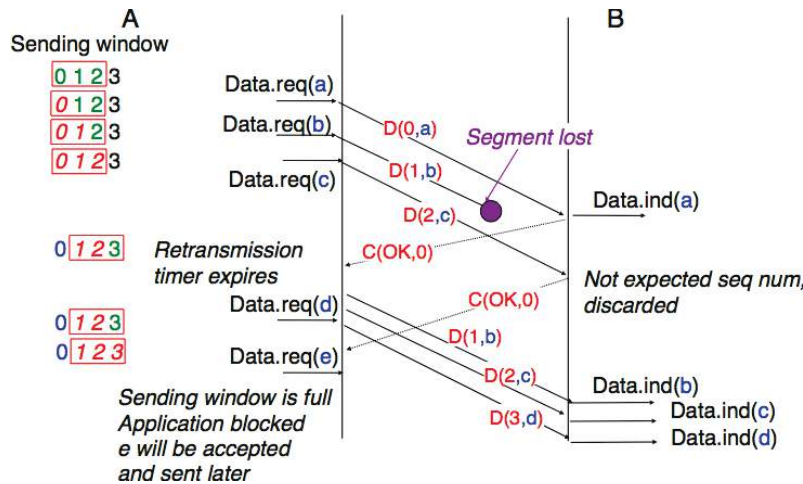 A
B
Sending window
0 1 2 3
0 1 2 3
0 1 2 3
0 1 2 3
Data.req(a)
Data.req(b)
Data.req(c)
D(0,a)
D(1,b)
D(2,c)
Segment lost
Data.ind(a)
C(OK,0)
0 1 2 3
Retransmission
timer expires
Not expected seq num,
discarded
C(OK,0)
Data.req(d)
0 1 2 3
0 1 2 3
Data.req(e)
D(1,b)
D(2,c)
D(3,d)
Data.ind(b)
Data.ind(c)
Data.ind(d)
Sending window is full
Application blocked
e will be accepted
and sent later